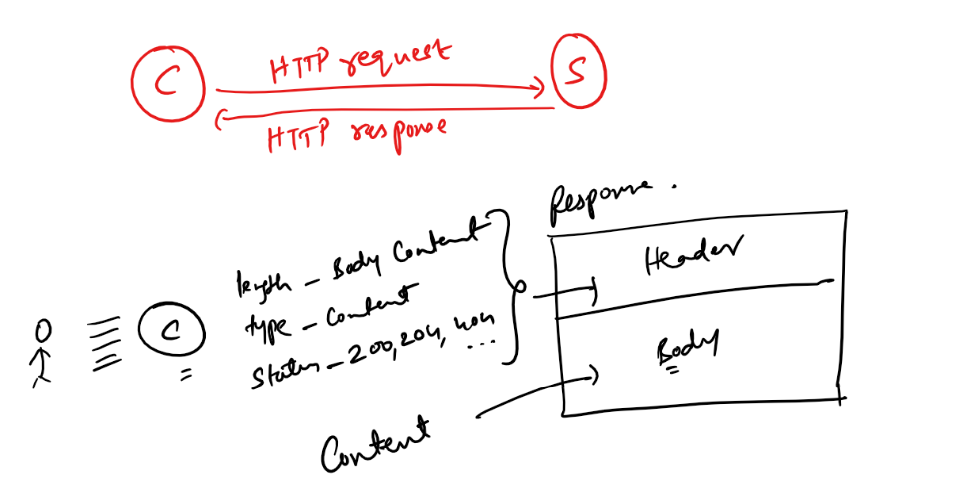 C
HTTP request
S
HTTP response
Response.
Header
length - Body Content
type - Content
Status - 200, 204, 404
...
C
Body
Content